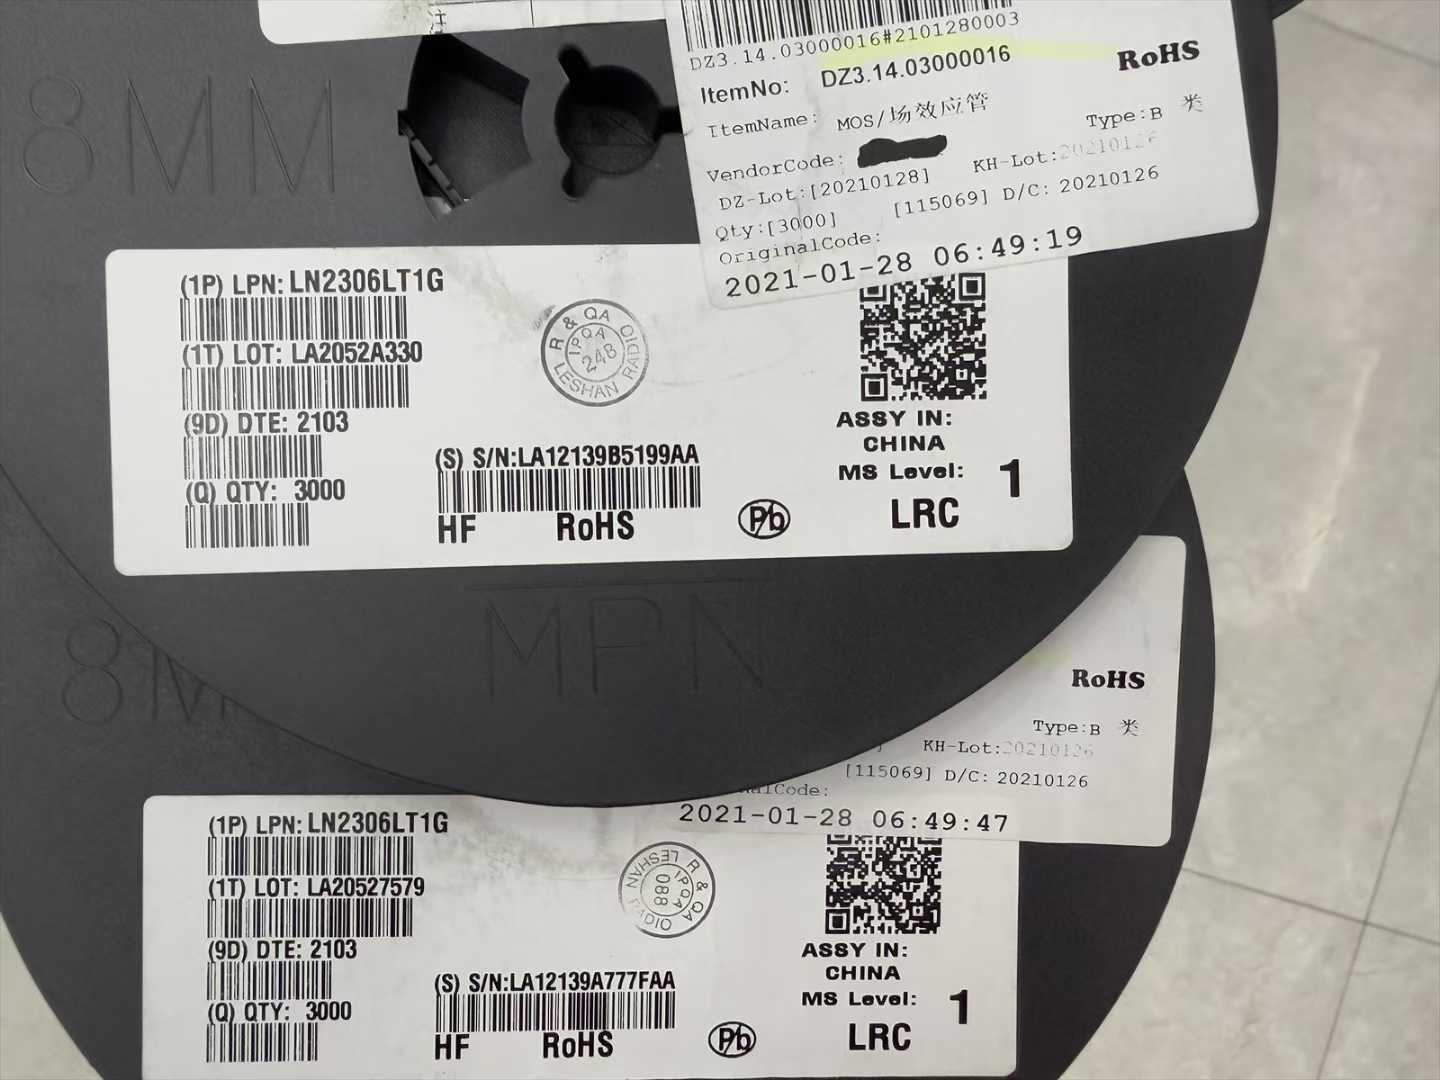 8MM
DZ3.14.03000016#2101280003
ItemNo: DZ3.14.03000016
RoHS
ItemName: MOS/场效应管
Type:B 类
VendorCode:
KH-Lot:20210126
DZ-Lot:[20210128]
Qty:[3000] [115069] D/C: 20210126
OriginalCode:
2021-01-28 06:49:19
(1P) LPN: LN2306LT1G
(1T) LOT: LA2052A330
(9D) DTE: 2103
(Q) QTY: 3000
R & QA
IPQA
248
LESHAN RADIO
(S) S/N:LA12139B5199AA
HF RoHS
Pb
ASSY IN:
CHINA
MS Level: 1
LRC
MPN
8M
RoHS
Type:B 类
KH-Lot:20210126
[115069] D/C: 20210126
alCode:
2021-01-28 06:49:47
(1P) LPN: LN2306LT1G
(1T) LOT: LA20527579
(9D) DTE: 2103
(Q) QTY: 3000
R & QA
IPQA
088
LESHAN RADIO
(S) S/N:LA12139A777FAA
HF RoHS
Pb
ASSY IN:
CHINA
MS Level: 1
LRC